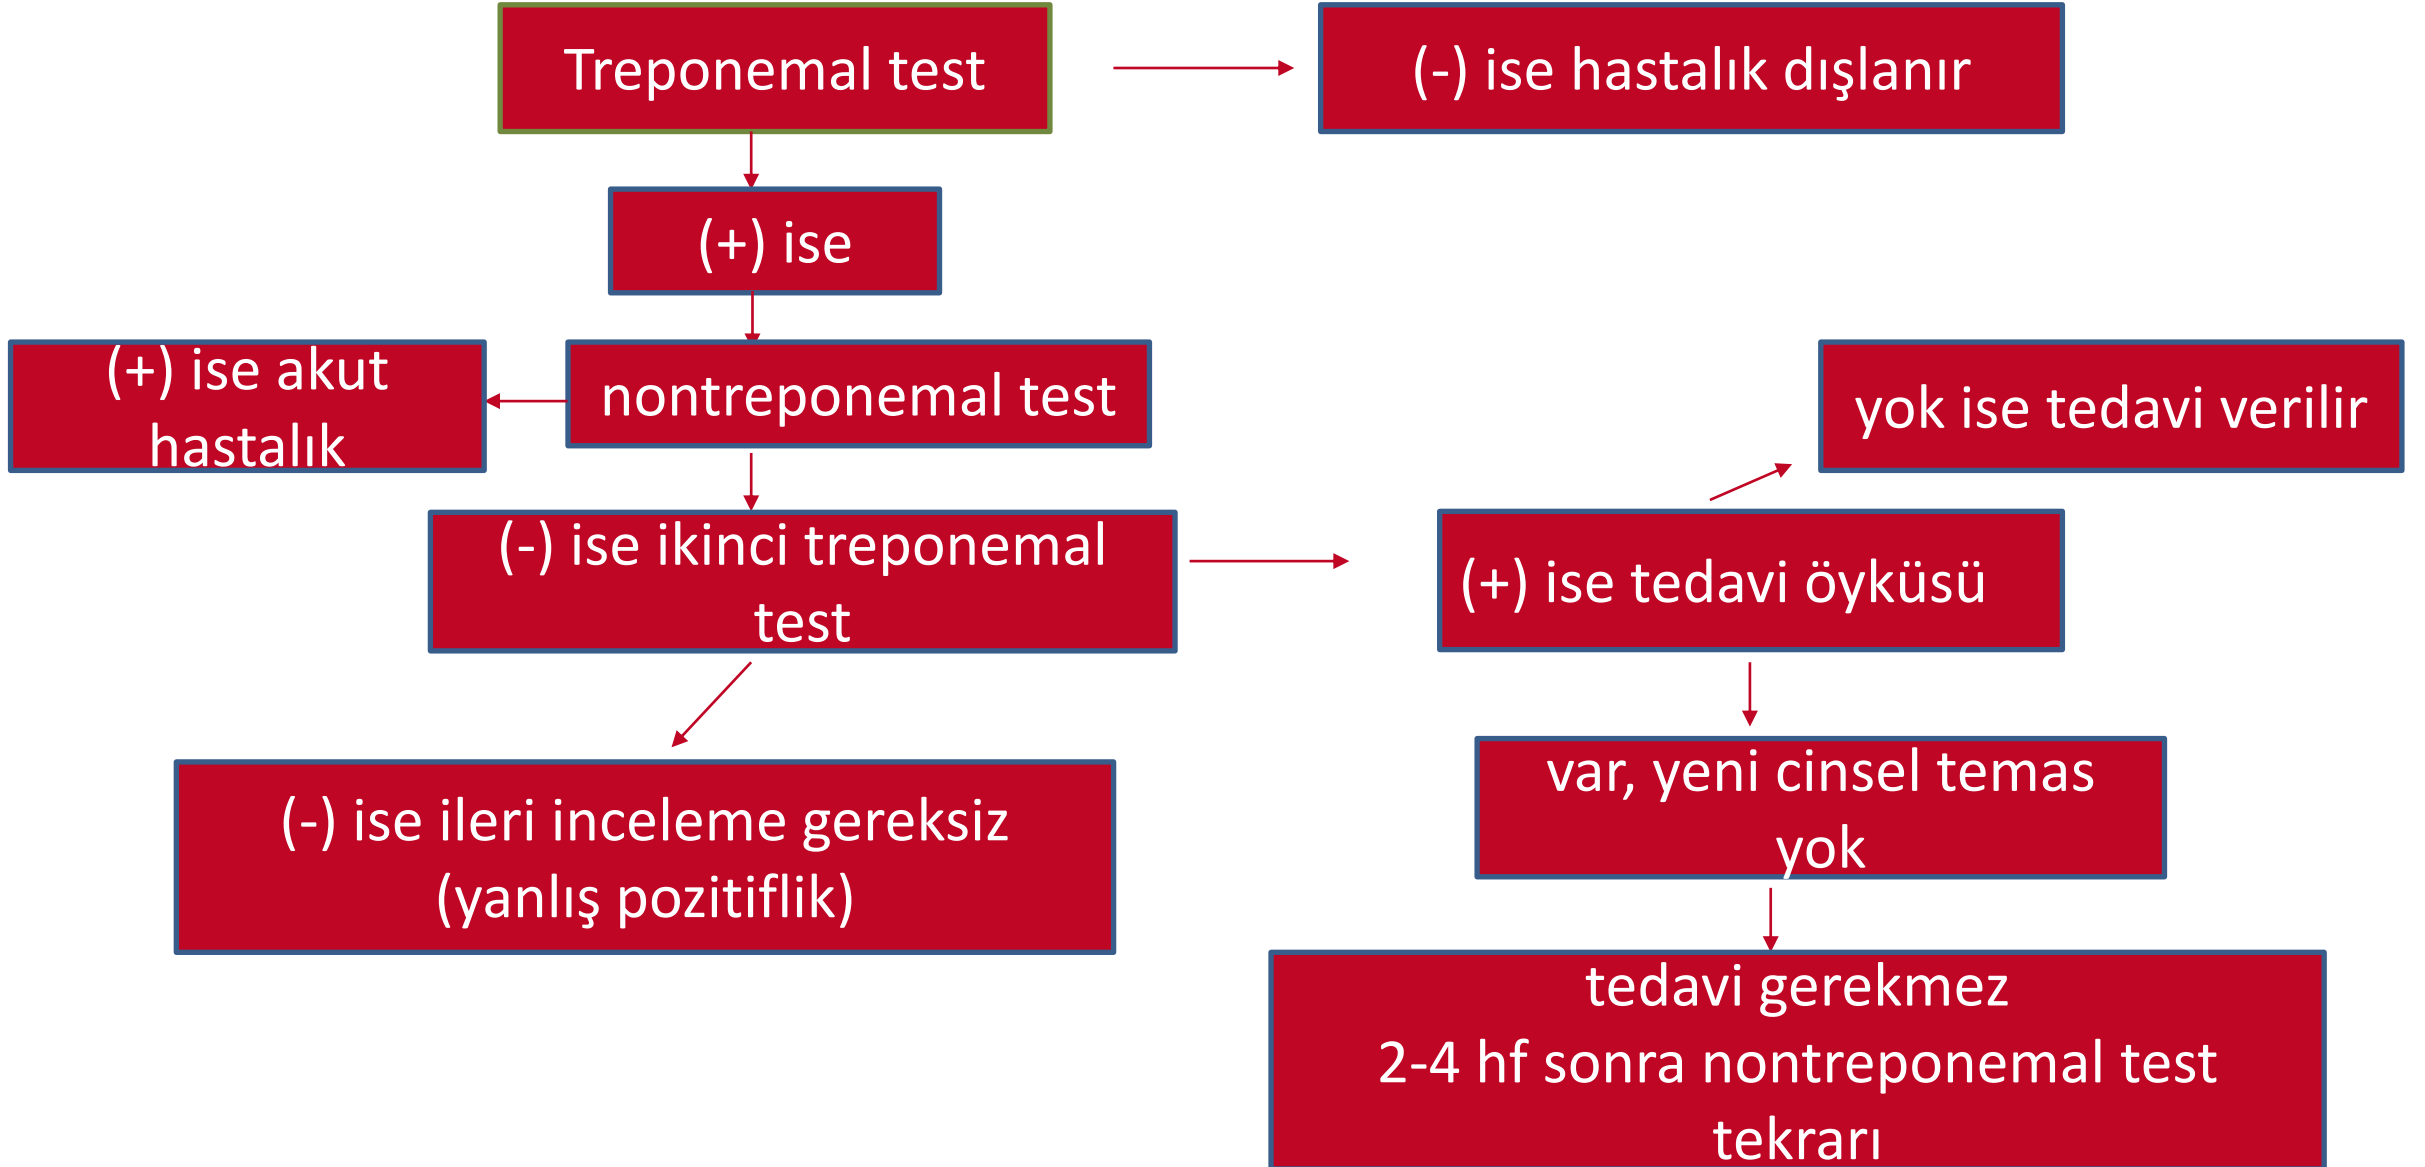 Treponemal test
(-) ise hastalık dışlanır
(+) ise
(+) ise akut
hastalık
nontreponemal test
yok ise tedavi verilir
(-) ise ikinci treponemal
test
(+) ise tedavi öyküsü
(-) ise ileri inceleme gereksiz
(yanlış pozitiflik)
var, yeni cinsel temas
yok
tedavi gerekmez
2-4 hf sonra nontreponemal test
tekrarı